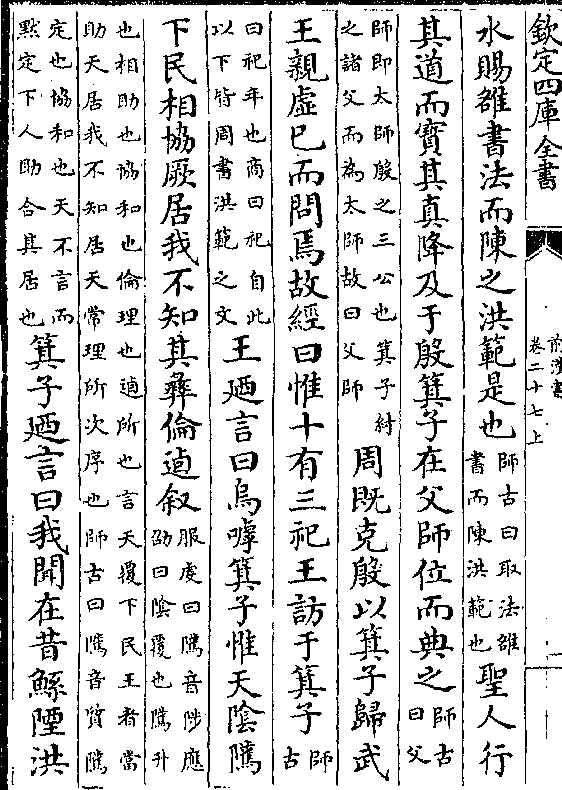 欽定四庫全書
前漢書
卷二十七上
水賜雒書法而陳之洪範是也師古曰取法雒書而陳洪範也聖人行
其道而寶其真降及于殷箕子在父師位而典之師古曰父
師即太師殷之三公也箕子紂之諸父而為太師故曰父師周既克殷以箕子歸武
王親虛已而問焉故經曰惟十有三祀王訪于箕子師古
曰祀年也商曰祀自此以下皆周書洪範之文王廼言曰烏嘑箕子惟天陰隲
下民相協厥居我不知其彝倫逌叙服虔曰隲音陟應劭曰陰覆也隲升
也相助也協和也倫理也逌所也言天覆下民王者當助天居我不知居天常理所次序也師古曰隲音質隲
定也協和也天不言而默定下人助合其居也箕子廼言曰我聞在昔鯀陻洪